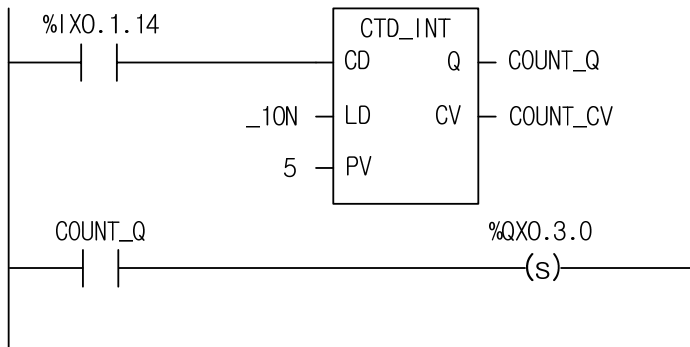 %IX0.1.14
CTD_INT
CD Q COUNT_Q
_1ON LD CV COUNT_CV
5 PV
COUNT_Q %QX0.3.0
(S)